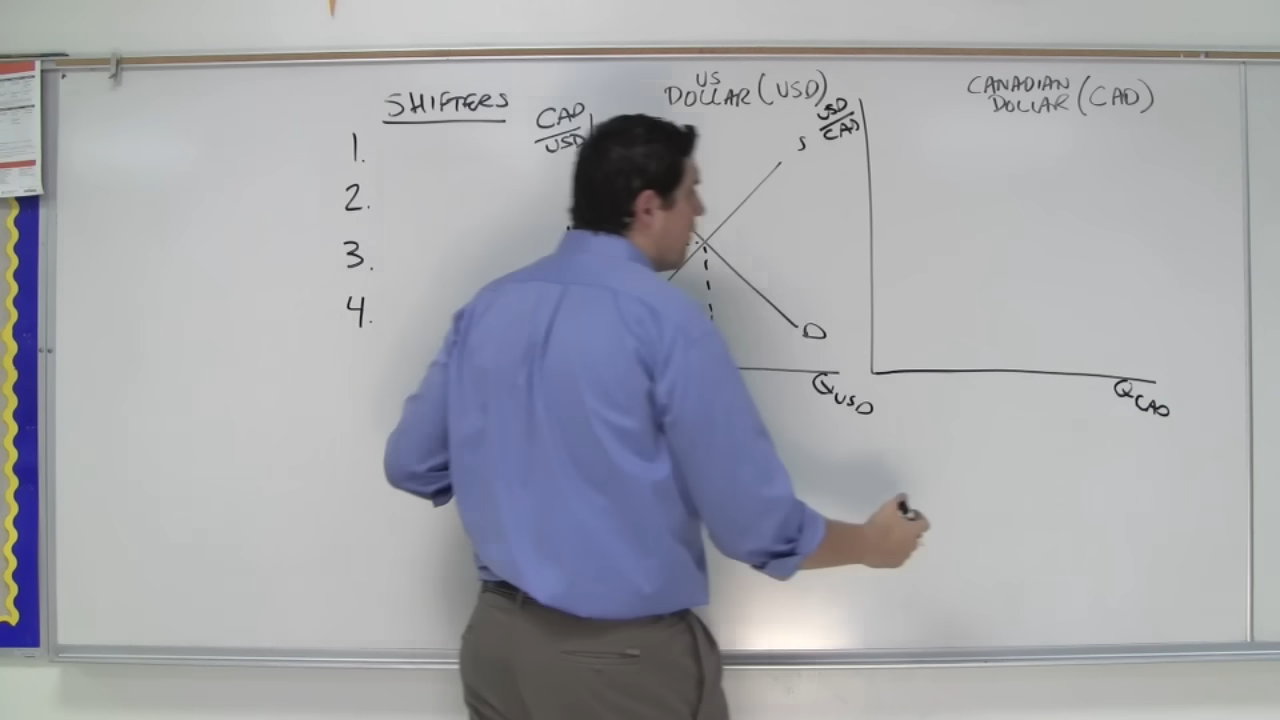 SHIFTERS
1.
2.
3.
4.
US
DOLLAR (USD)
CAD
USD
S
D
QUSD
CANADIAN
DOLLAR (CAD)
USD
CAD
QCAD